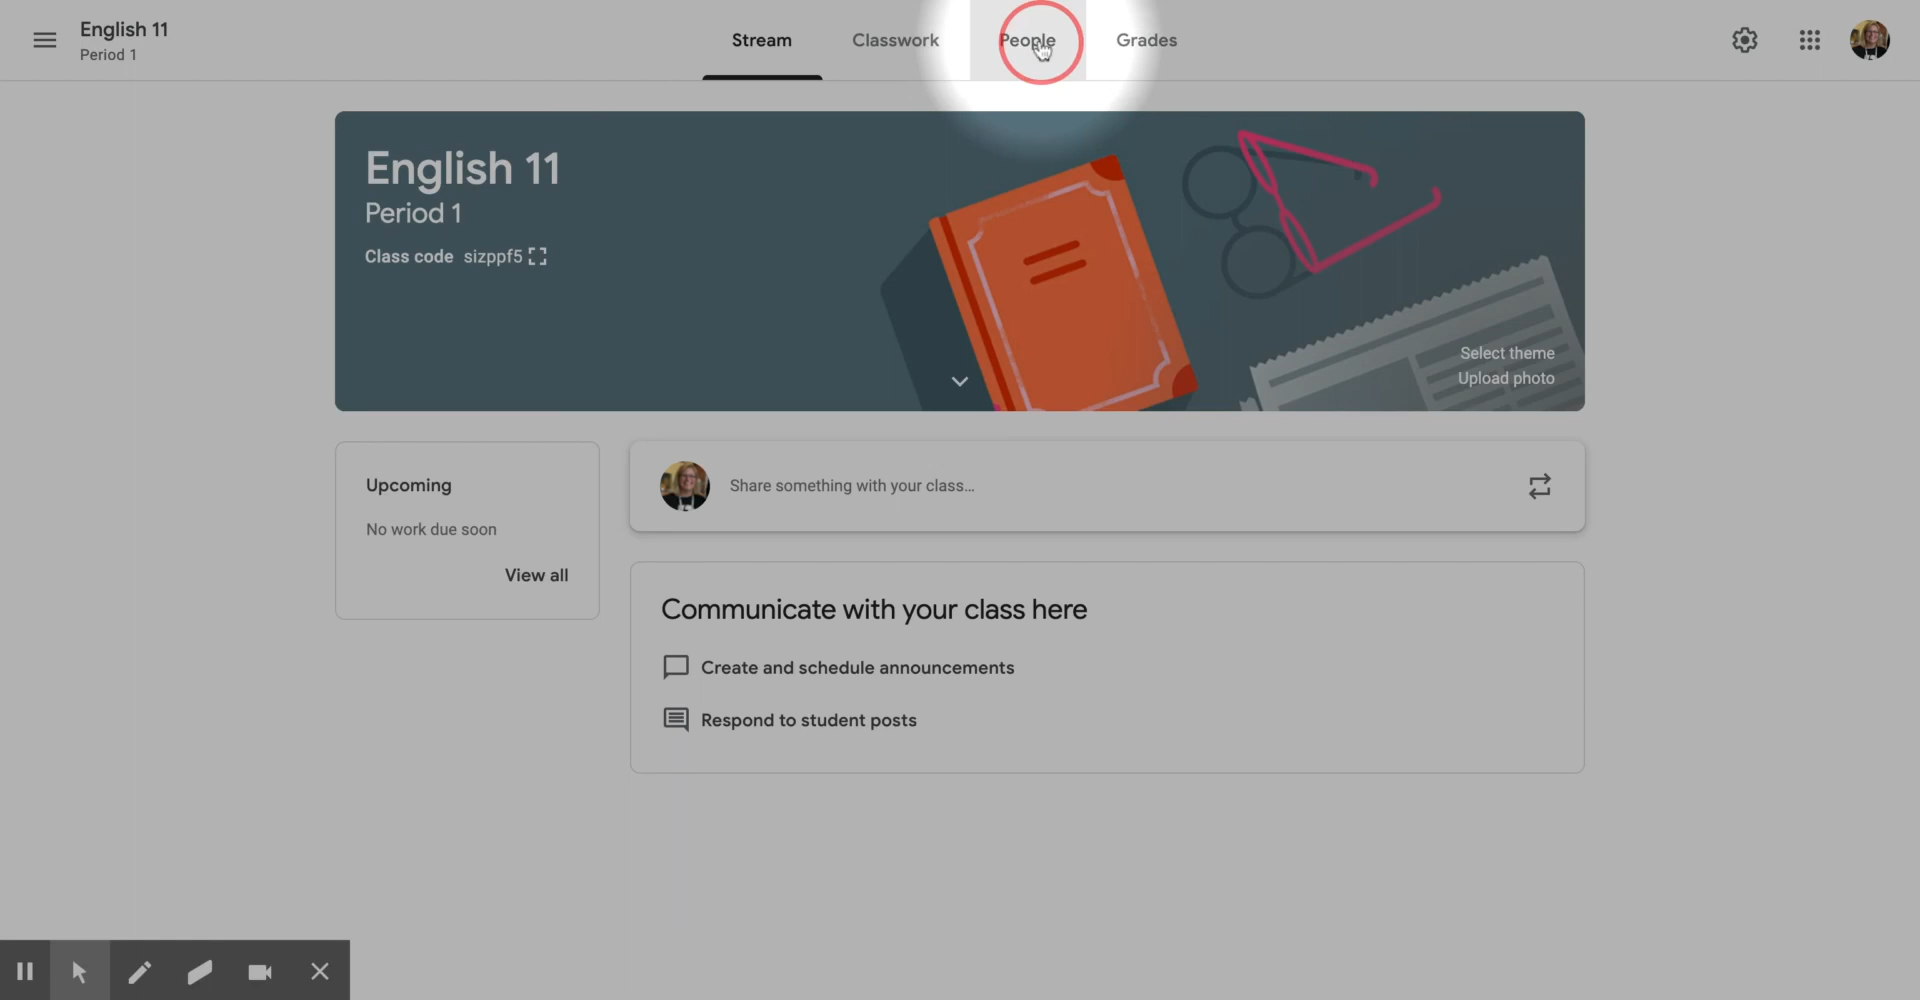 English 11
Period 1
Stream
Classwork
People
Grades
English 11
Period 1
Class code sizppf5
Select theme
Upload photo
Upcoming
No work due soon
View all
Share something with your class...
Communicate with your class here
Create and schedule announcements
Respond to student posts